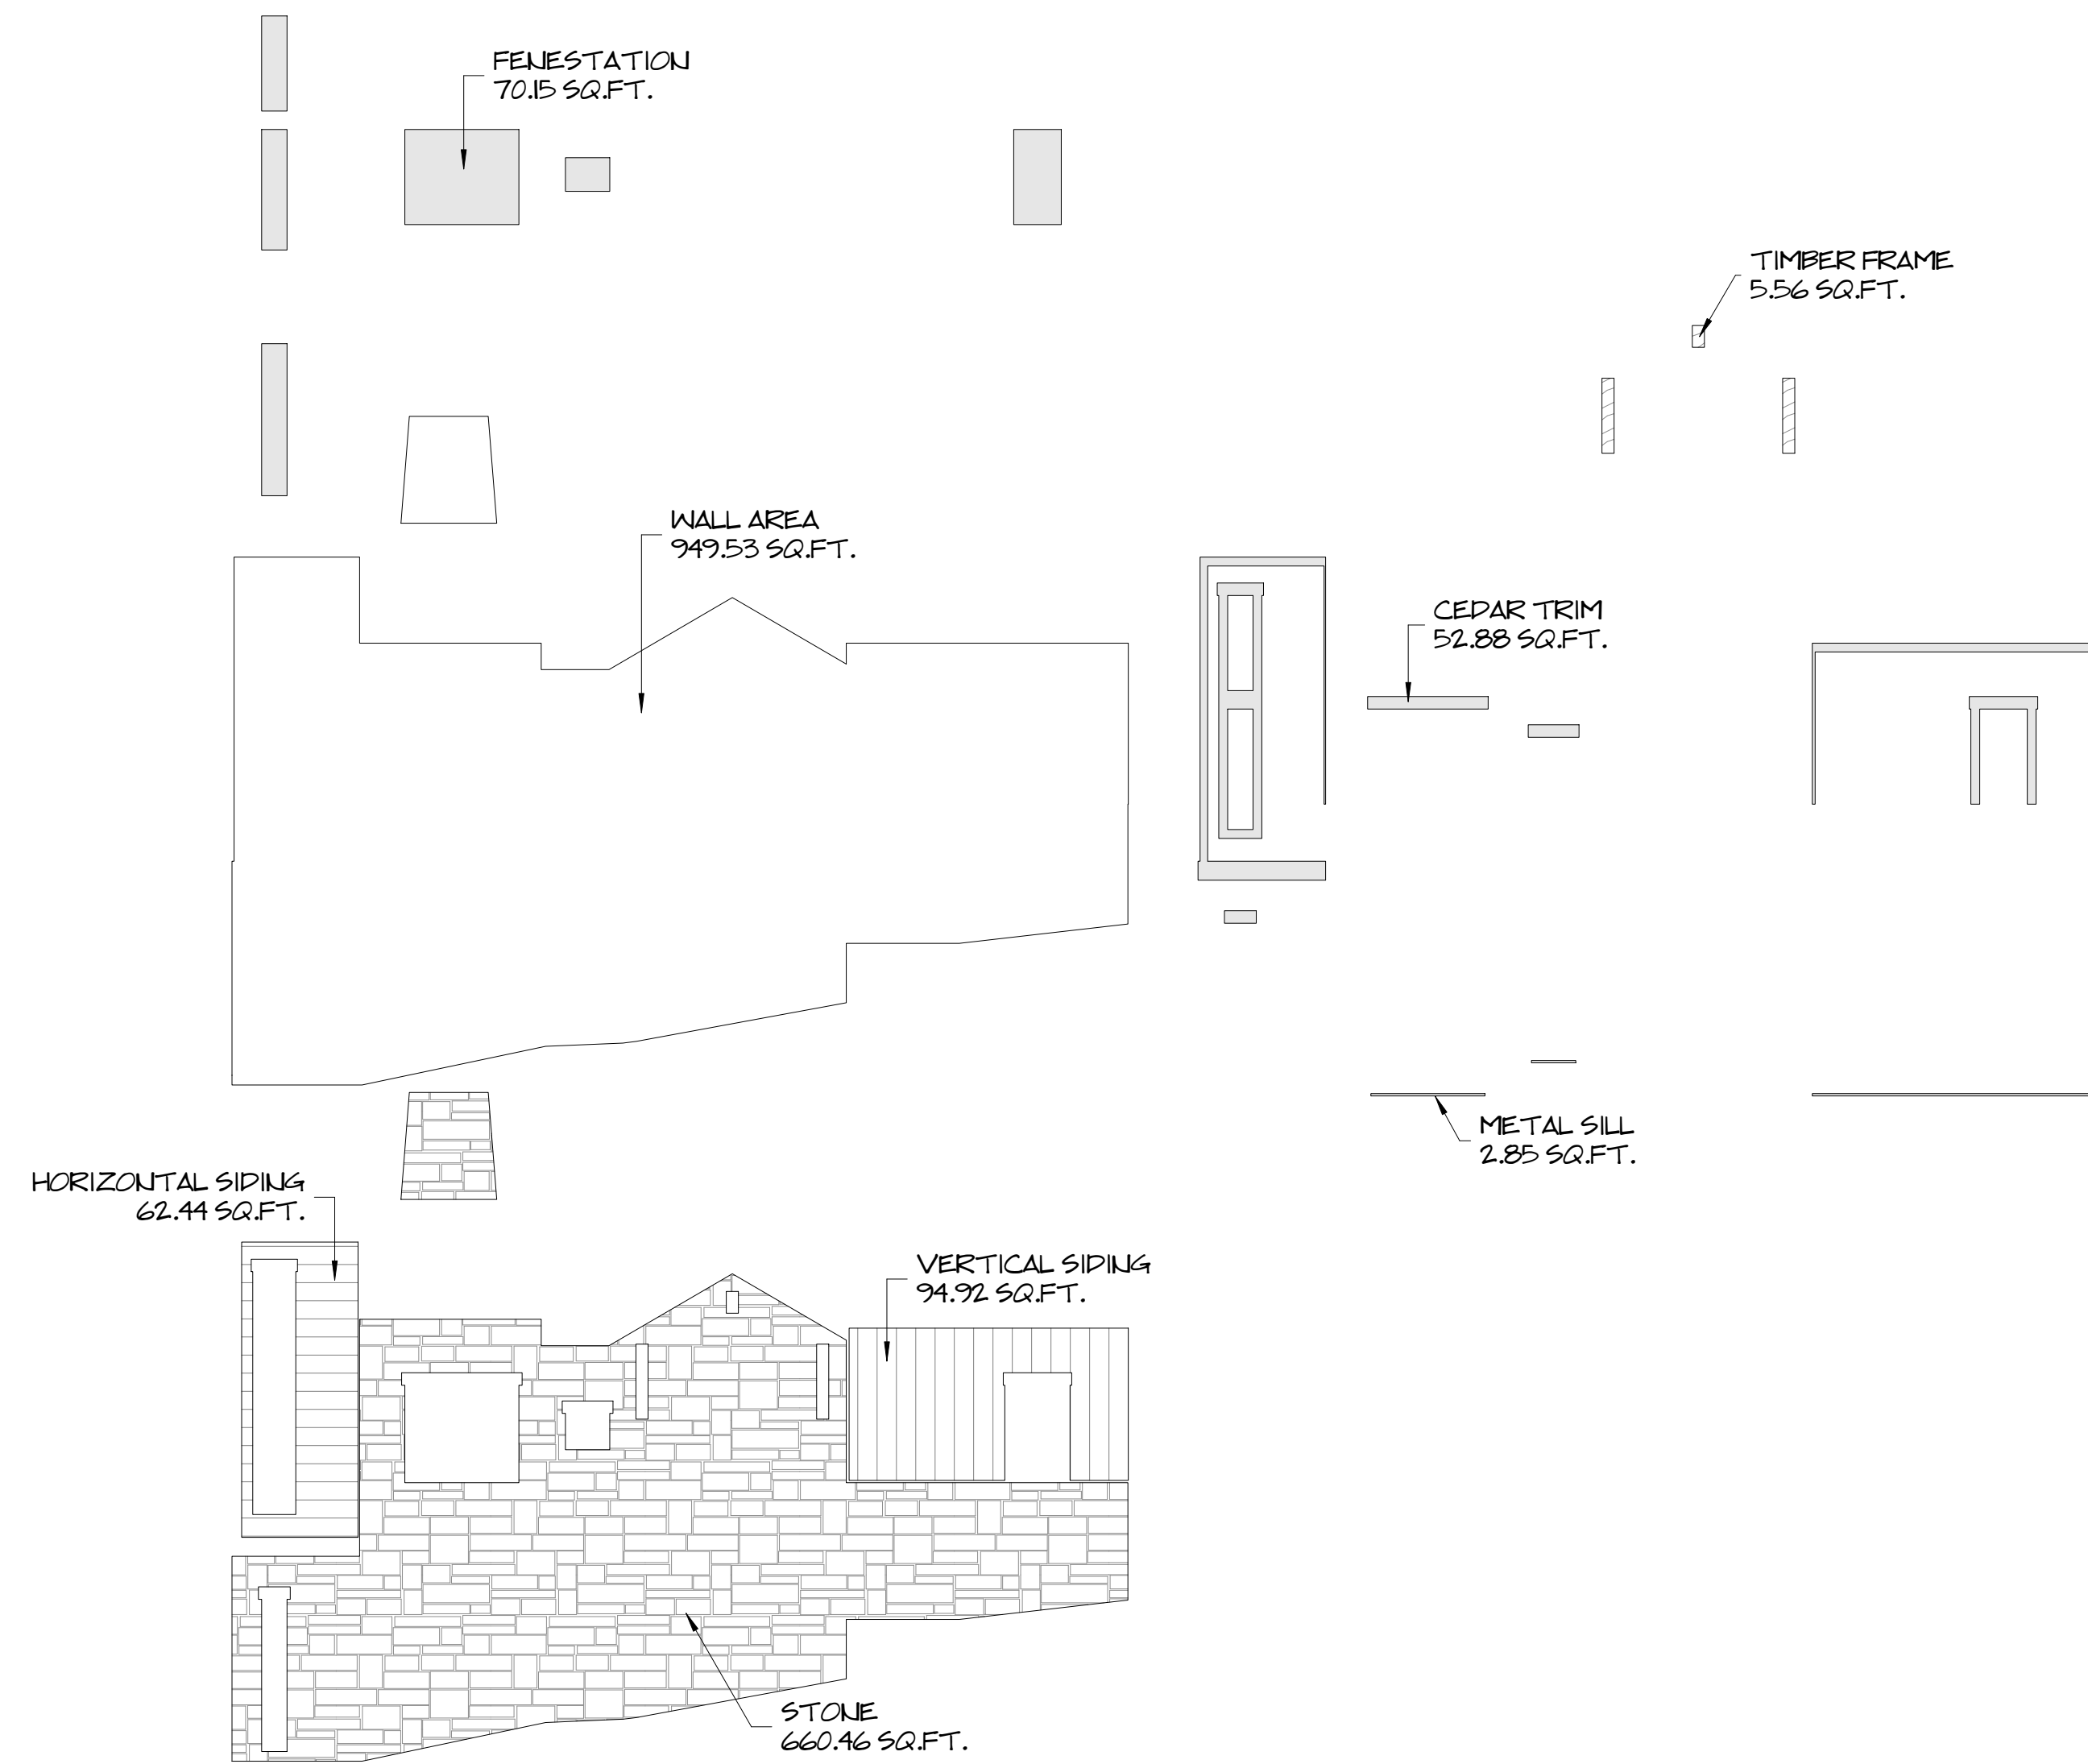 FENESTATION
70.15 SQ.FT.
TIMBER FRAME
5.56 SQ.FT.
WALL AREA
949.53 SQ.FT.
CEDAR TRIM
52.88 SQ.FT.
METAL SILL
2.85 SQ.FT.
HORIZONTAL SIDING
62.44 SQ.FT.
VERTICAL SIDING
94.92 SQ.FT.
STONE
660.46 SQ.FT.